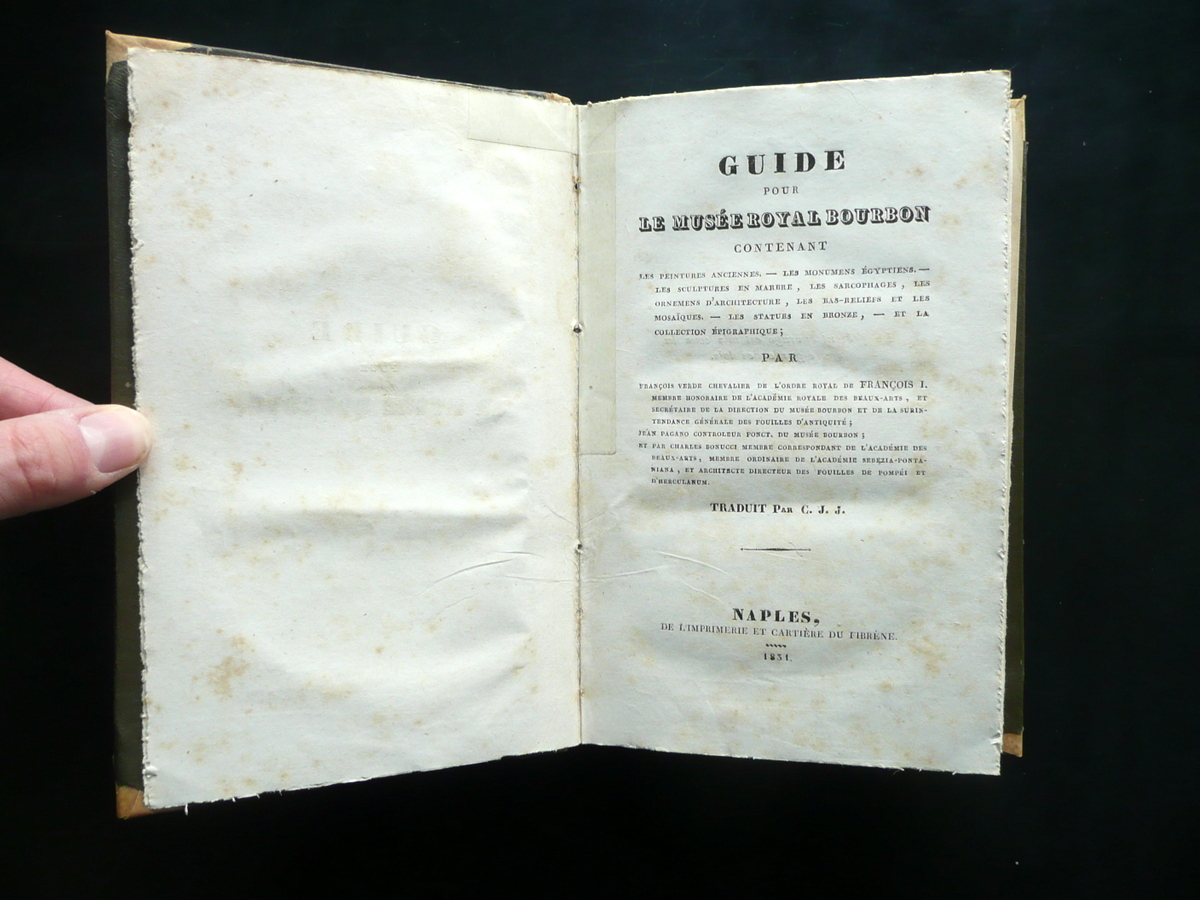 GUIDE
POUR
LE MUSÉE ROYAL BOURBON
CONTENANT
LES PEINTURES ANCIENNES. — LES MONUMENS ÉGYPTIENS. —
LES SCULPTURES EN MARBRE, LES SARCOPHAGES, LES
ORNEMENS D'ARCHITECTURE, LES BAS-RELIEFS ET LES
MOSAÏQUES. — LES STATUES EN BRONZE, — ET LA
COLLECTION ÉPIGRAPHIQUE;
PAR
FRANÇOIS VERDE CHEVALIER DE L'ORDRE ROYAL DE FRANÇOIS I.
MEMBRE HONORAIRE DE L'ACADÉMIE ROYALE DES BEAUX-ARTS, ET
SECRÉTAIRE DE LA DIRECTION DU MUSÉE BOURBON ET DE LA SURIN-
TENDANCE GÉNÉRALE DES FOUILLES D'ANTIQUITÉ;
JEAN PAGANO CONTROLEUR FONCT. DU MUSÉE BOURBON;
ET PAR CHARLES BONUCCI MEMBRE CORRESPONDANT DE L'ACADÉMIE DES
BEAUX-ARTS, MEMBRE ORDINAIRE DE L'ACADÉMIE SEBEZIA-PONTA-
NIANA, ET ARCHITECTE DIRECTEUR DES FOUILLES DE POMPÉI ET
D'HERCULANUM.
TRADUIT PAR C. J. J.
NAPLES,
DE L'IMPRIMERIE ET CARTIÈRE DU FIBRÈNE.
1831.